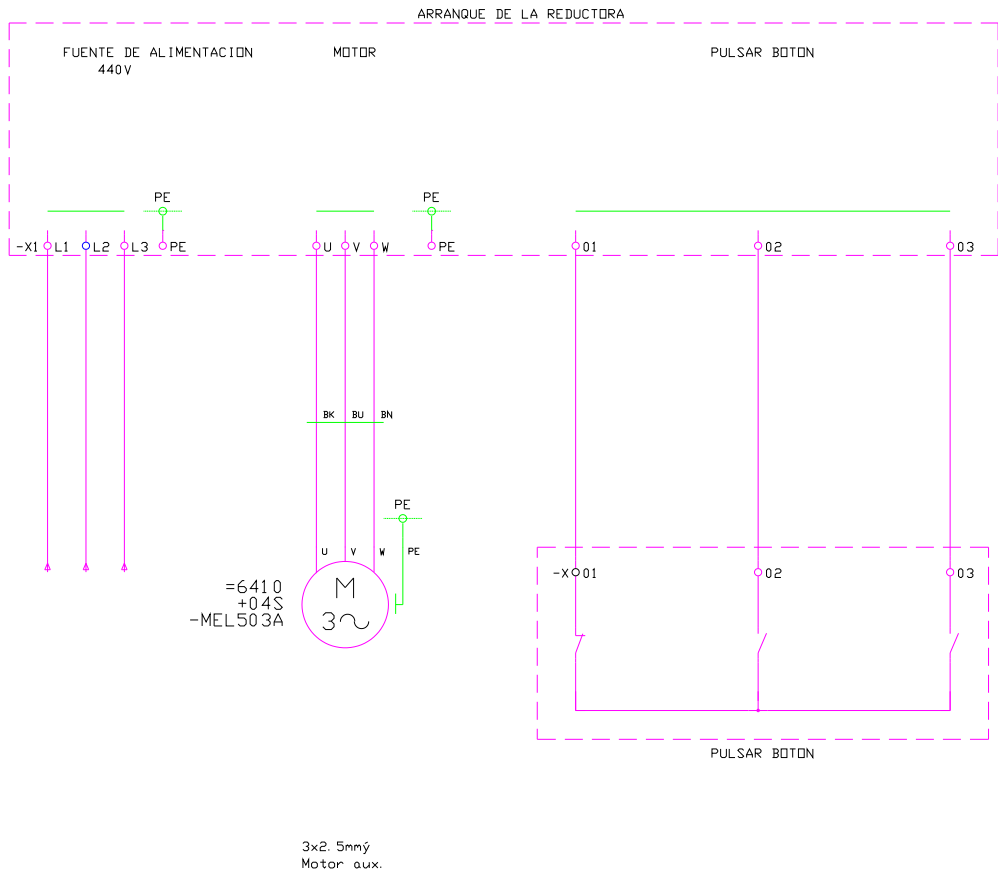 ARRANQUE DE LA REDUCTORA
FUENTE DE ALIMENTACION
440V
MOTOR
PULSAR BOTON
PE
PE
-X1 L1 L2 L3 PE
U V W PE
01 02 03
BK BU BN
PE
U V W PE
=6410
+04S
-MEL503A
M
3~
-X 01 02 03
PULSAR BOTON
3x2.5mmý
Motor aux.